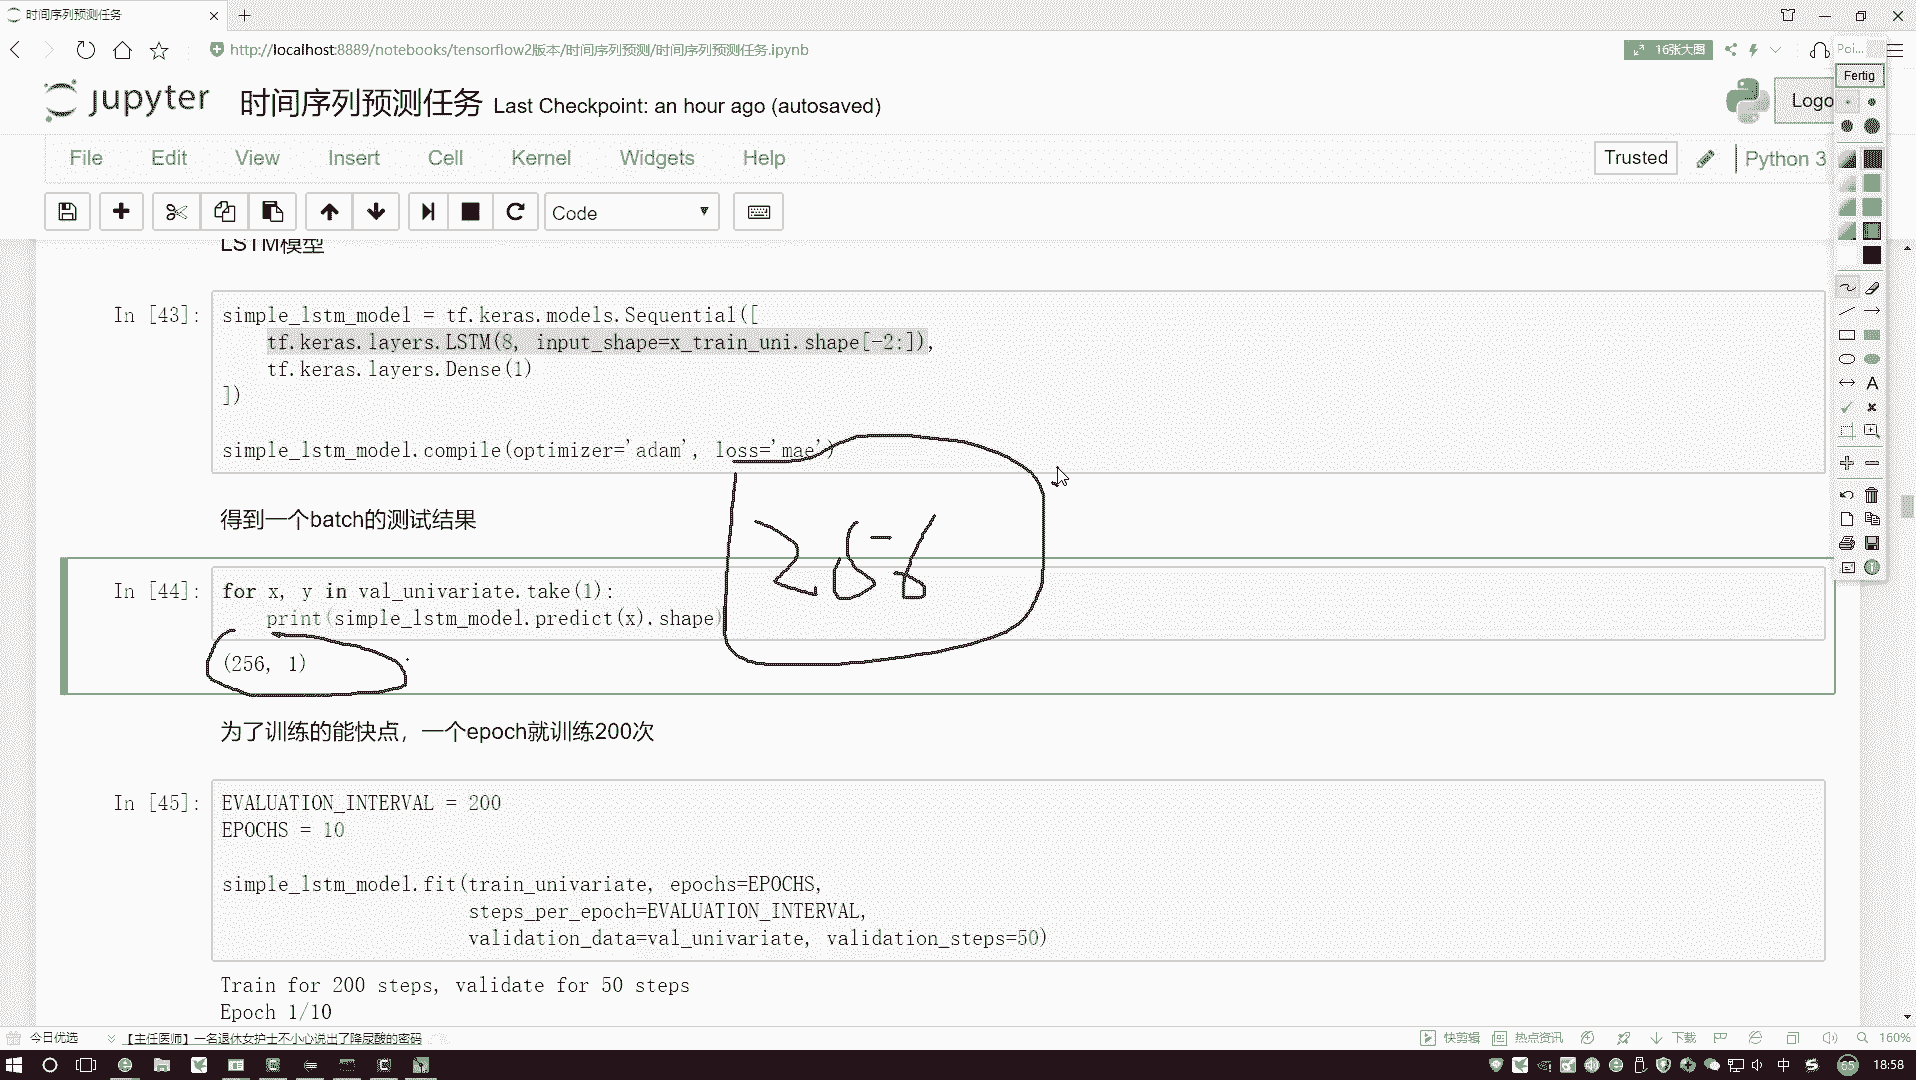 时间序列预测任务
http://localhost:8889/notebooks/tensorflow2版本/时间序列预测/时间序列预测任务.ipynb
16张大图
Poi...
Fertig
jupyter 时间序列预测任务 Last Checkpoint: an hour ago (autosaved)
Logo
File Edit View Insert Cell Kernel Widgets Help
Trusted
Python 3
Code
LSTM模型
In [43]: simple_lstm_model = tf.keras.models.Sequential([
tf.keras.layers.LSTM(8, input_shape=x_train_uni.shape[-2:]),
tf.keras.layers.Dense(1)
])
simple_lstm_model.compile(optimizer='adam', loss='mae')
得到一个batch的测试结果
256
In [44]: for x, y in val_univariate.take(1):
print(simple_lstm_model.predict(x).shape)
(256, 1)
为了训练的能快点，一个epoch就训练200次
In [45]: EVALUATION_INTERVAL = 200
EPOCHS = 10
simple_lstm_model.fit(train_univariate, epochs=EPOCHS,
steps_per_epoch=EVALUATION_INTERVAL,
validation_data=val_univariate, validation_steps=50)
Train for 200 steps, validate for 50 steps
Epoch 1/10
今日优选
【主任医师】一名退休女护士不小心说出了降尿酸的密码
快剪辑
热点资讯
下载
160%
中
65
18:58